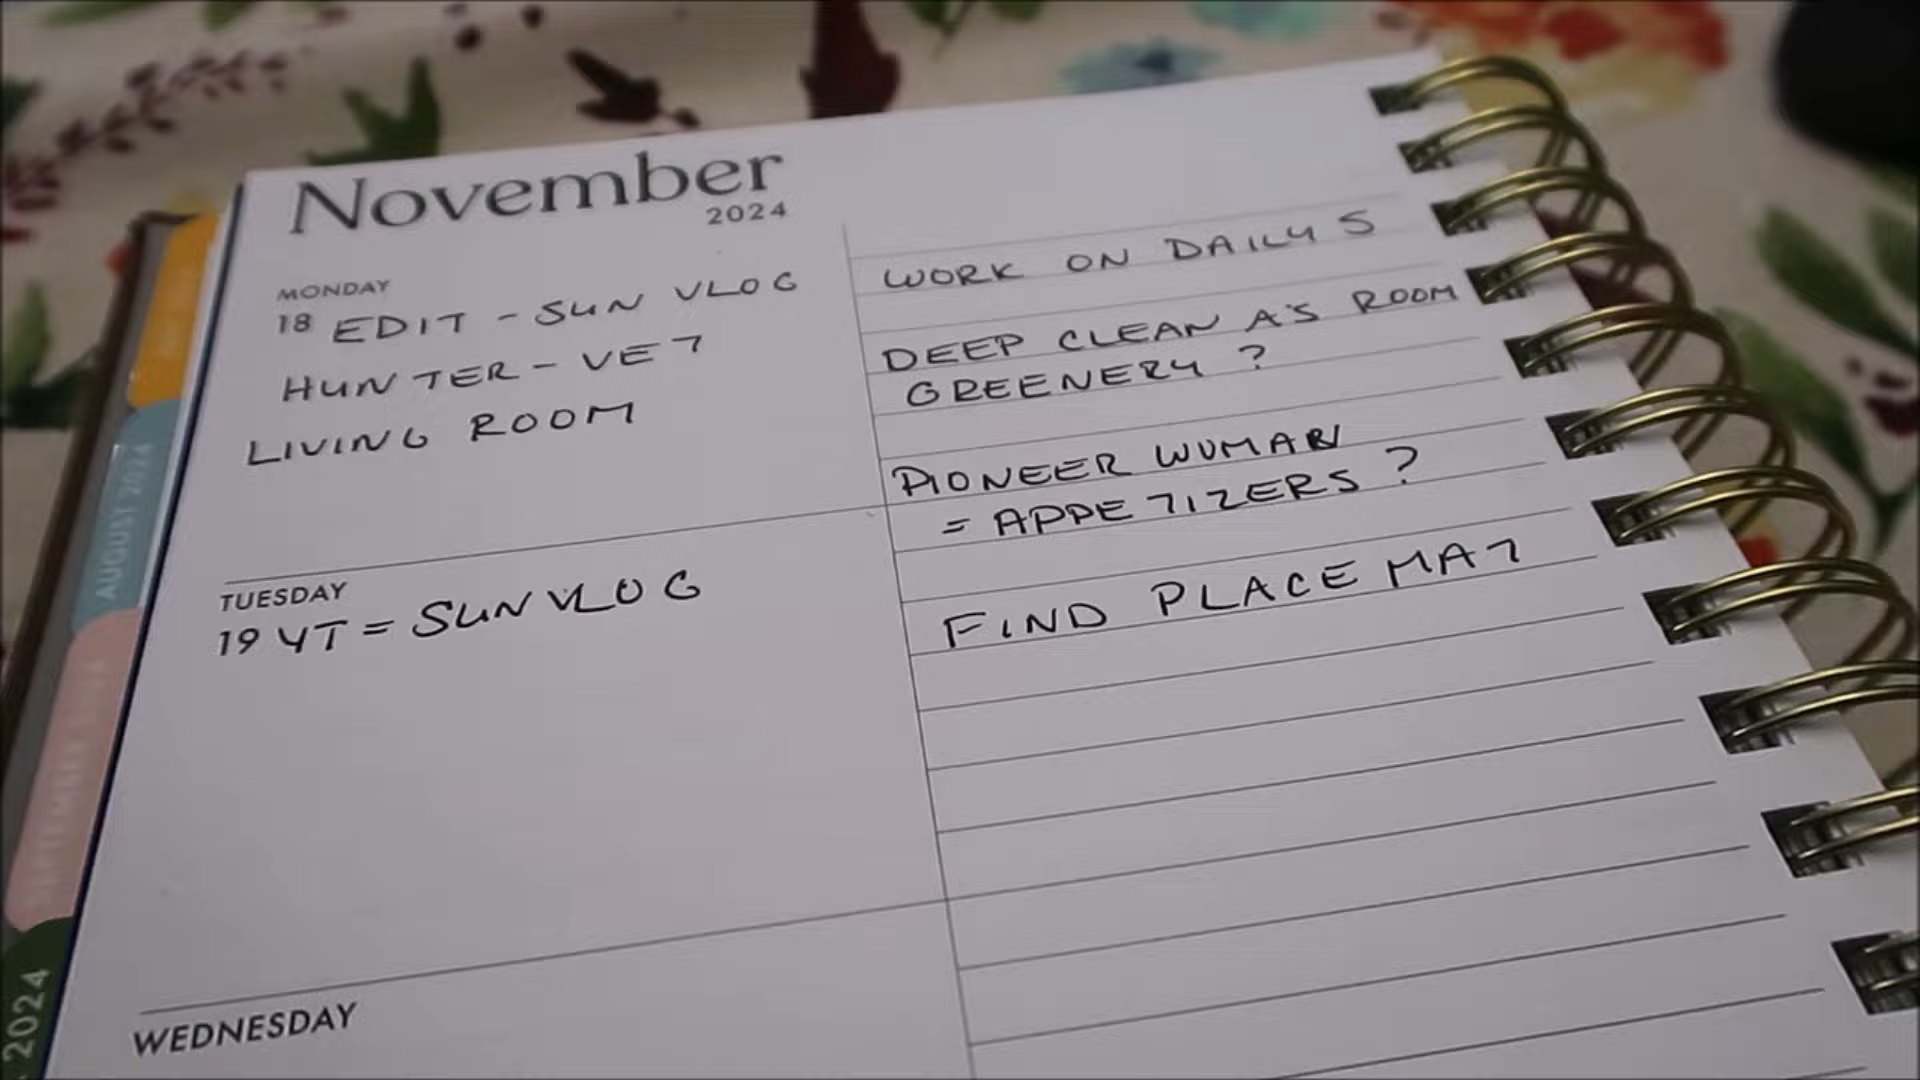 November
2024
MONDAY
18 EDIT - SUN VLOG
HUNTER - VET
LIVING ROOM
TUESDAY
19 YT = SUN VLOG
WEDNESDAY
WORK ON DAILY 5
DEEP CLEAN A'S ROOM
GREENERY ?
PIONEER WOMAN
= APPETIZERS ?
FIND PLACE MAT
AUGUST 2024
2024